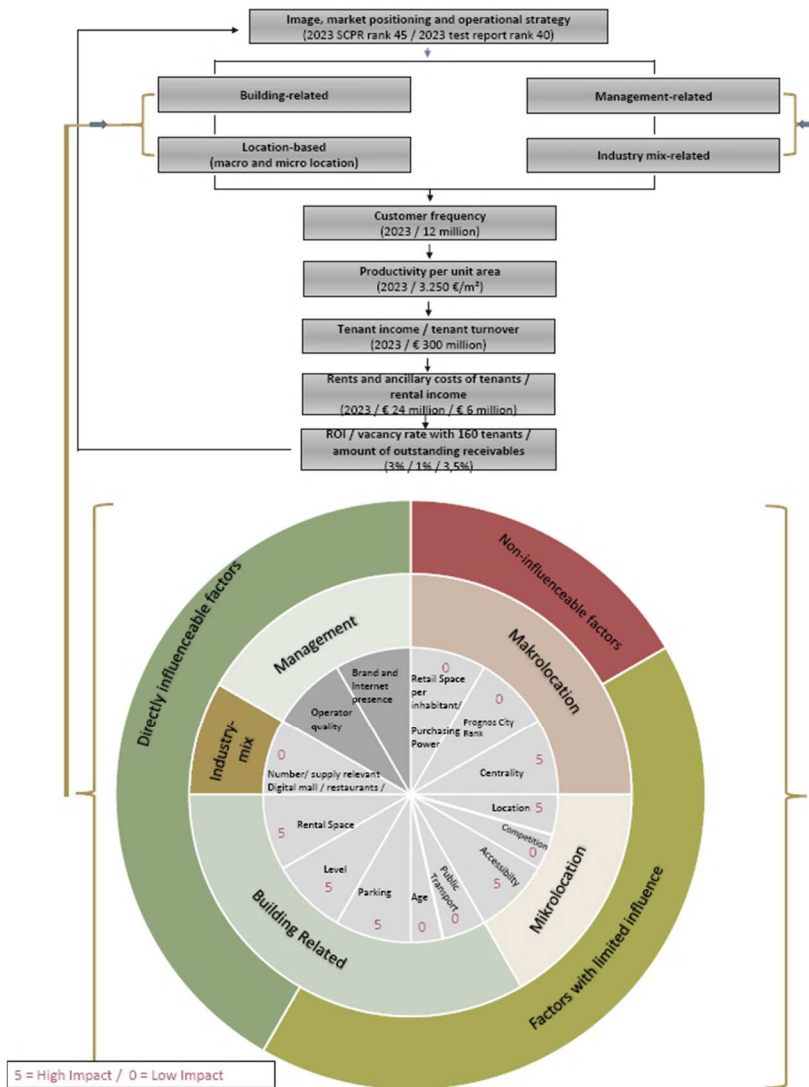 Image, market positioning and operational strategy
(2023 SCPR rank 45 / 2023 test report rank 40)
Building-related
Management-related
Location-based
(macro and micro location)
Industry mix-related
Customer frequency
(2023 / 12 million)
Productivity per unit area
(2023 / 3.250 €/m²)
Tenant income / tenant turnover
(2023 / € 300 million)
Rents and ancillary costs of tenants /
rental income
(2023 / € 24 million / € 6 million)
ROI / vacancy rate with 160 tenants /
amount of outstanding receivables
(3% / 1% / 3,5%)
Directly influenceable factors
Non-influenceable factors
Factors with limited influence
Management
Makrolocation
Industry-
mix
Building Related
Mikrolocation
Brand and
Internet
presence
Operator
quality
0
Number/ supply relevant
Digital mall / restaurants /
5
Rental Space
Level
5
Parking
5
Age
0
Public
Transport
0
Accessibilty
5
Competition
0
Location 5
Centrality
5
0
Prognos City
Rank
0
Retail Space
per
inhabitant/
Purchasing
Power
5 = High Impact / 0 = Low Impact